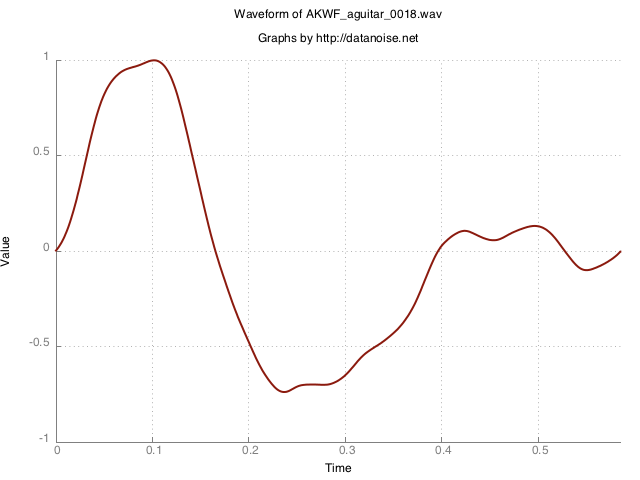 Waveform of AKWF_aguitar_0018.wav
Graphs by http://datanoise.net
1
0.5
0
-0.5
-1
Value
0 0.1 0.2 0.3 0.4 0.5
Time